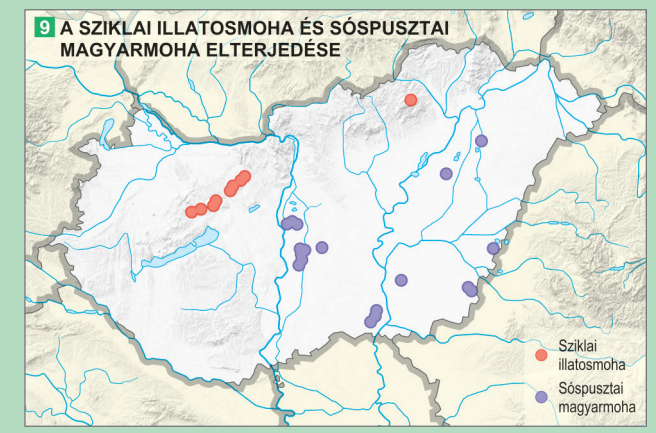 9 A SZIKLAI ILLATOSMOHA ÉS SÓSPUSZTAI
MAGYARMOHA ELTERJEDÉSE
Sziklai
illatosmoha
Sóspusztai
magyarmoha